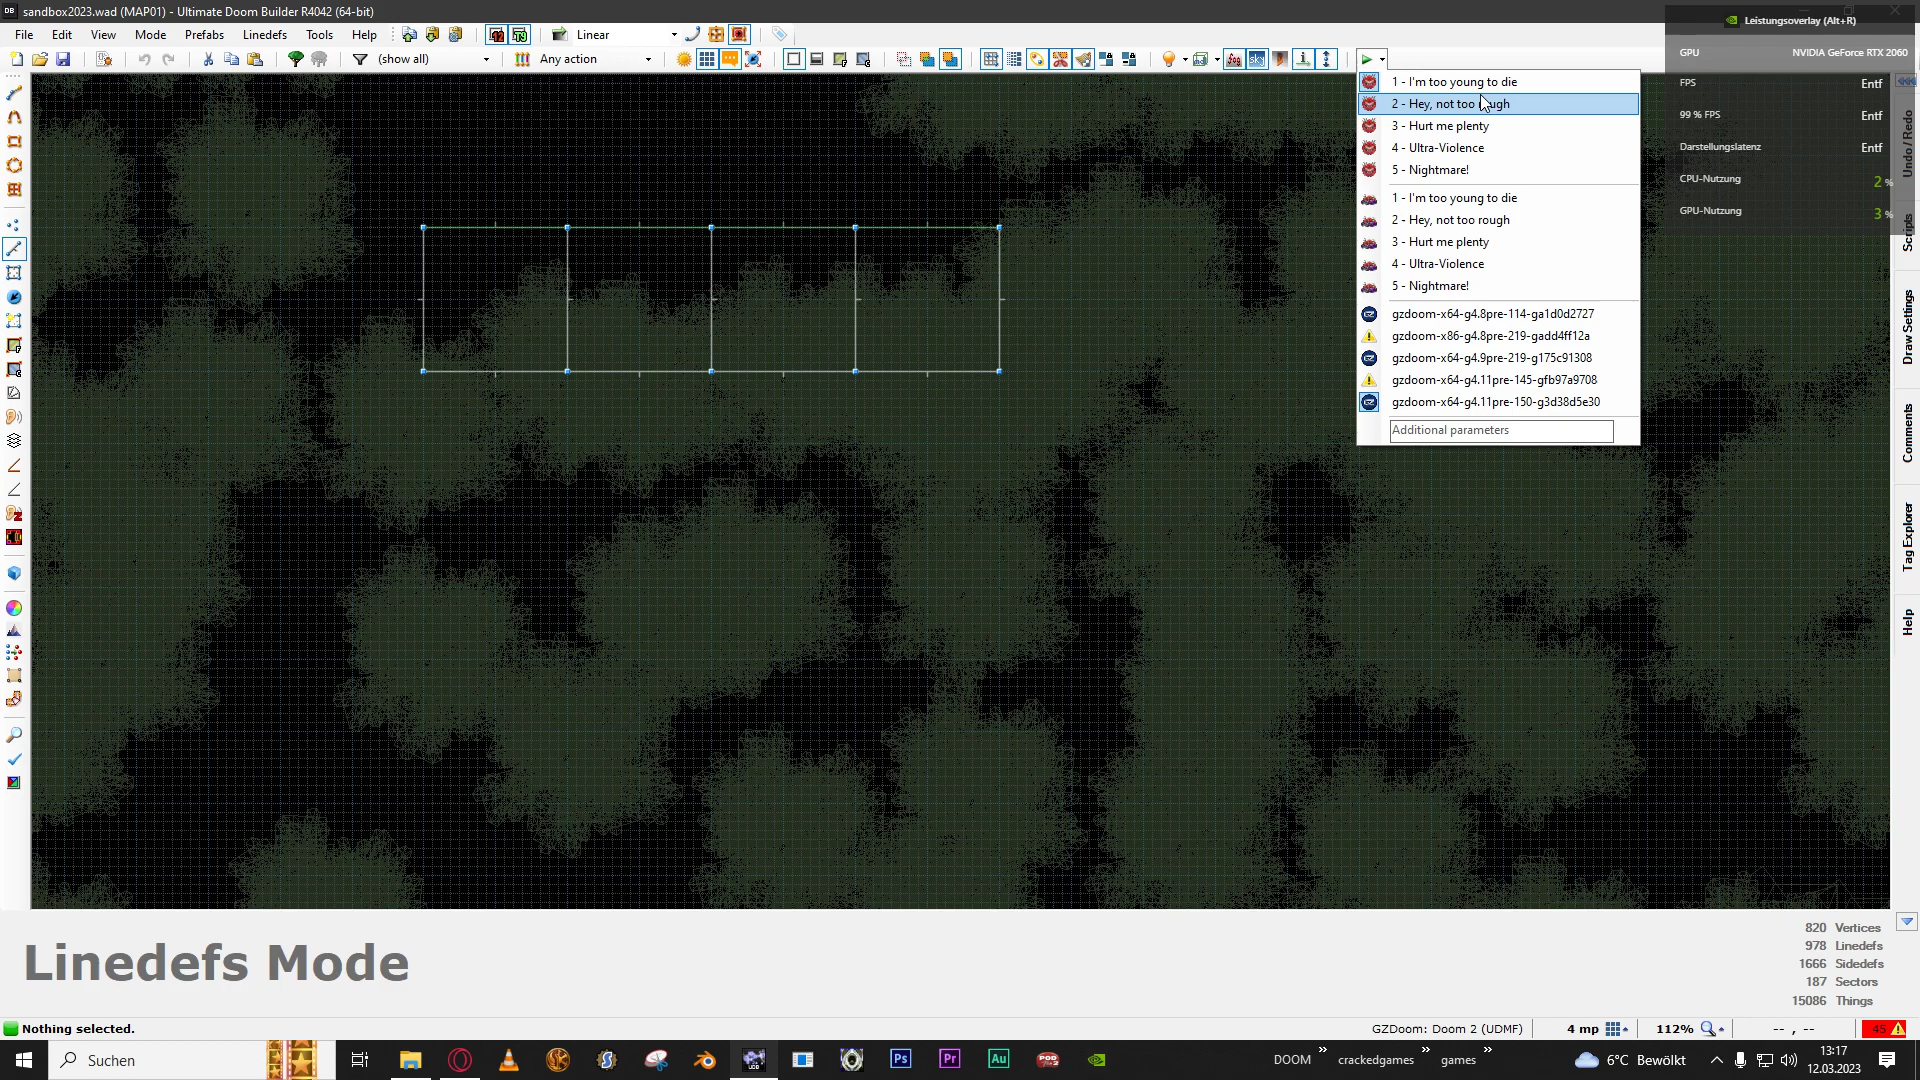 sandbox2023.wad (MAP01) - Ultimate Doom Builder R4042 (64-bit)
File Edit View Mode Prefabs Linedefs Tools Help Linear
(show all) Any action
Leistungsoverlay (Alt+R)
GPU NVIDIA GeForce RTX 2060
FPS Entf
99 % FPS Entf
Darstellungslatenz Entf
CPU-Nutzung 2 %
GPU-Nutzung 3 %
1 - I'm too young to die
2 - Hey, not too rough
3 - Hurt me plenty
4 - Ultra-Violence
5 - Nightmare!
1 - I'm too young to die
2 - Hey, not too rough
3 - Hurt me plenty
4 - Ultra-Violence
5 - Nightmare!
gzdoom-x64-g4.8pre-114-ga1d0d2727
gzdoom-x86-g4.8pre-219-gadd4ff12a
gzdoom-x64-g4.9pre-219-g175c91308
gzdoom-x64-g4.11pre-145-gfb97a9708
gzdoom-x64-g4.11pre-150-g3d38d5e30
Additional parameters
Undo / Redo
Scripts
Draw Settings
Comments
Tag Explorer
Help
Linedefs Mode
820 Vertices
978 Linedefs
1666 Sidedefs
187 Sectors
15086 Things
Nothing selected.
GZDoom: Doom 2 (UDMF) 4 mp 112% -- , -- 45
Suchen
DOOM crackedgames games
6°C Bewölkt
13:17
12.03.2023